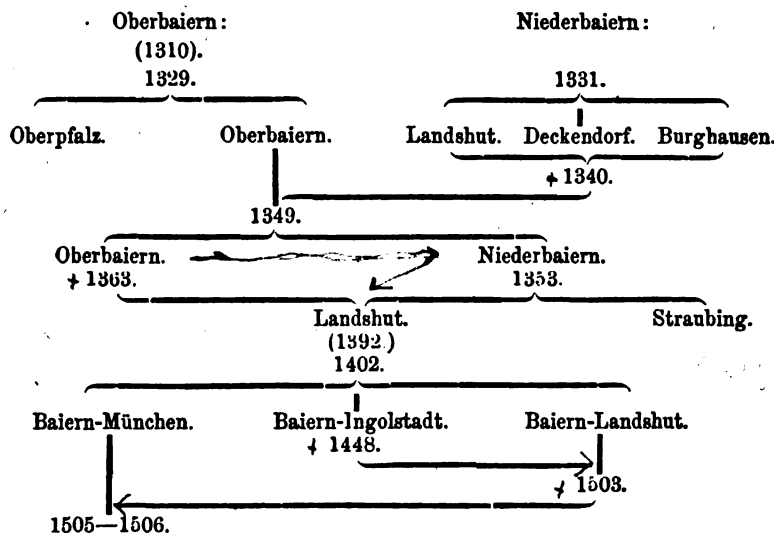 Oberbaiern: Niederbaiern:
(1310).
1329. 1331.
Oberpfalz. Oberbaiern. Landshut. Deckendorf. Burghausen.
+ 1340.
1349.
Oberbaiern. Niederbaiern.
+ 1363. 1353.
Landshut. Straubing.
(1392.)
1402.
Baiern-München. Baiern-Ingolstadt. Baiern-Landshut.
+ 1448.
+ 1503.
1505—1506.